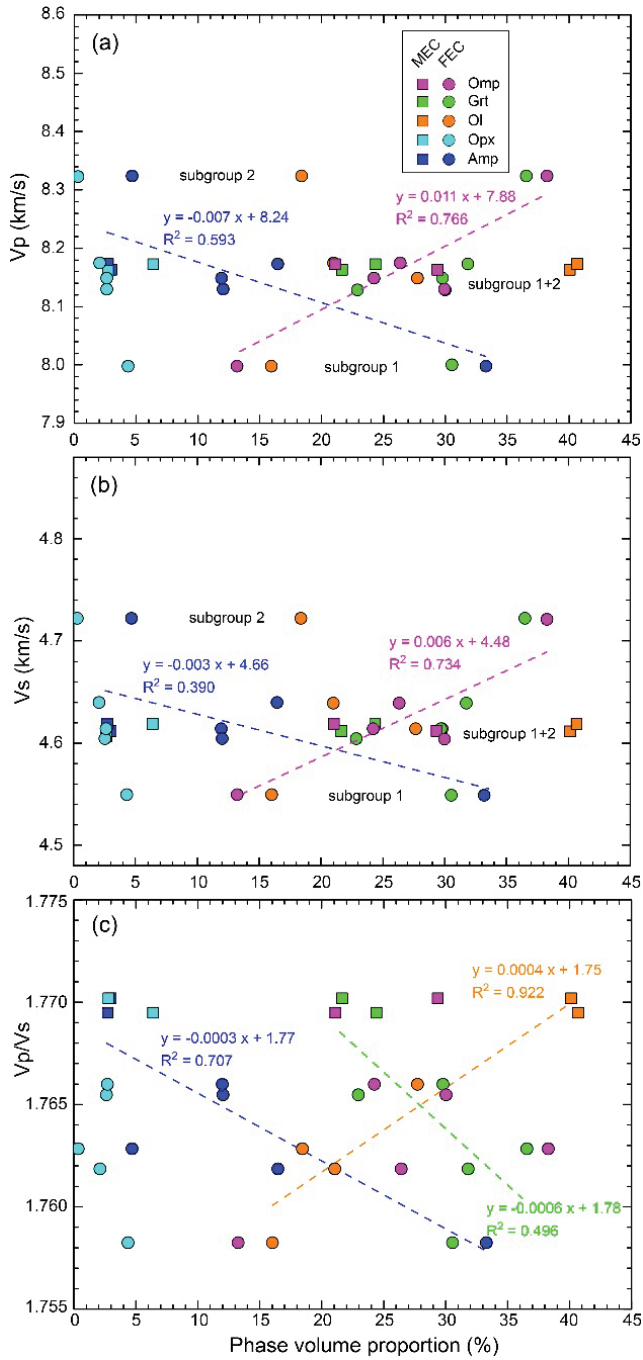 (a)
MEC
FEC
Omp
Grt
Ol
Opx
Amp
8.6
8.5
8.4
8.3
8.2
8.1
8.0
7.9
Vp (km/s)
subgroup 2
y = -0.007 x + 8.24
R² = 0.593
y = 0.011 x + 7.88
R² = 0.766
subgroup 1+2
subgroup 1
0 5 10 15 20 25 30 35 40 45
(b)
4.8
4.7
4.6
4.5
Vs (km/s)
subgroup 2
y = -0.003 x + 4.66
R² = 0.390
y = 0.006 x + 4.48
R² = 0.734
subgroup 1+2
subgroup 1
0 5 10 15 20 25 30 35 40 45
(c)
1.775
1.770
1.765
1.760
1.755
Vp/Vs
y = 0.0004 x + 1.75
R² = 0.922
y = -0.0003 x + 1.77
R² = 0.707
y = -0.0006 x + 1.78
R² = 0.496
0 5 10 15 20 25 30 35 40 45
Phase volume proportion (%)